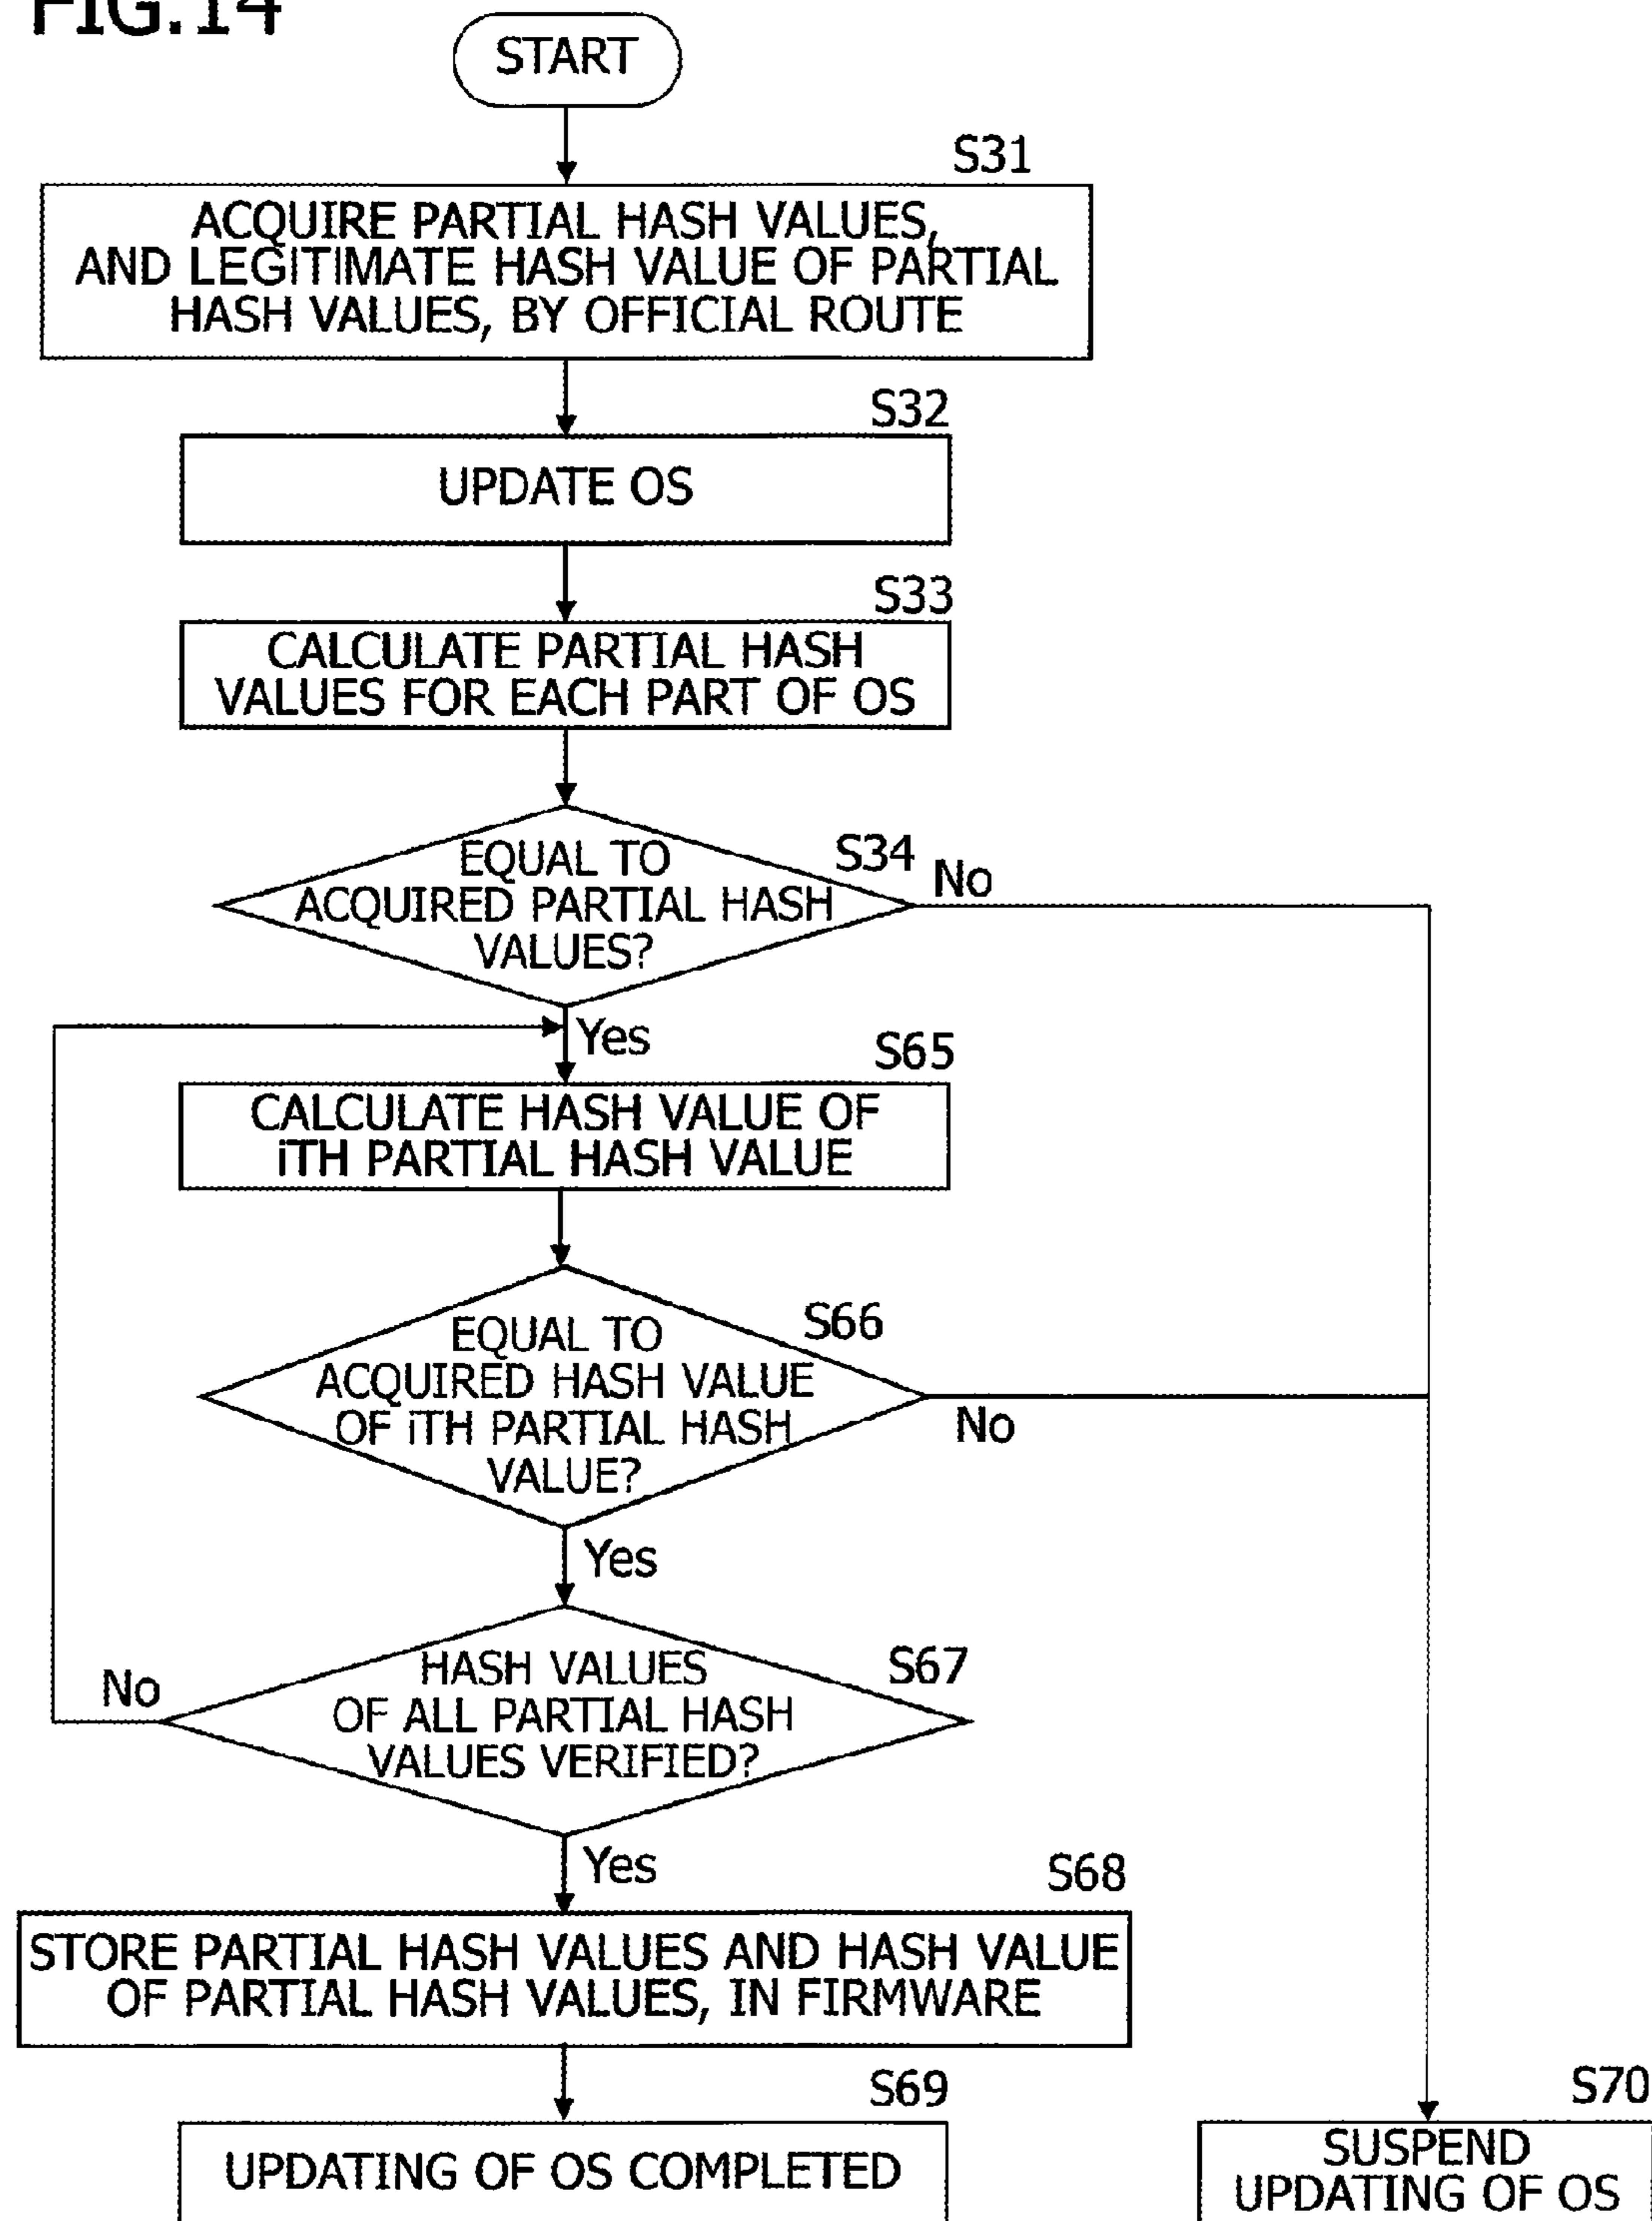 FIG.14
START
S31
ACQUIRE PARTIAL HASH VALUES,
AND LEGITIMATE HASH VALUE OF PARTIAL
HASH VALUES, BY OFFICIAL ROUTE
S32
UPDATE OS
S33
CALCULATE PARTIAL HASH
VALUES FOR EACH PART OF OS
S34
EQUAL TO
ACQUIRED PARTIAL HASH
VALUES?
No
Yes
S65
CALCULATE HASH VALUE OF
iTH PARTIAL HASH VALUE
S66
EQUAL TO
ACQUIRED HASH VALUE
OF iTH PARTIAL HASH
VALUE?
No
Yes
S67
HASH VALUES
OF ALL PARTIAL HASH
VALUES VERIFIED?
No
Yes
S68
STORE PARTIAL HASH VALUES AND HASH VALUE
OF PARTIAL HASH VALUES, IN FIRMWARE
S69
UPDATING OF OS COMPLETED
S70
SUSPEND
UPDATING OF OS